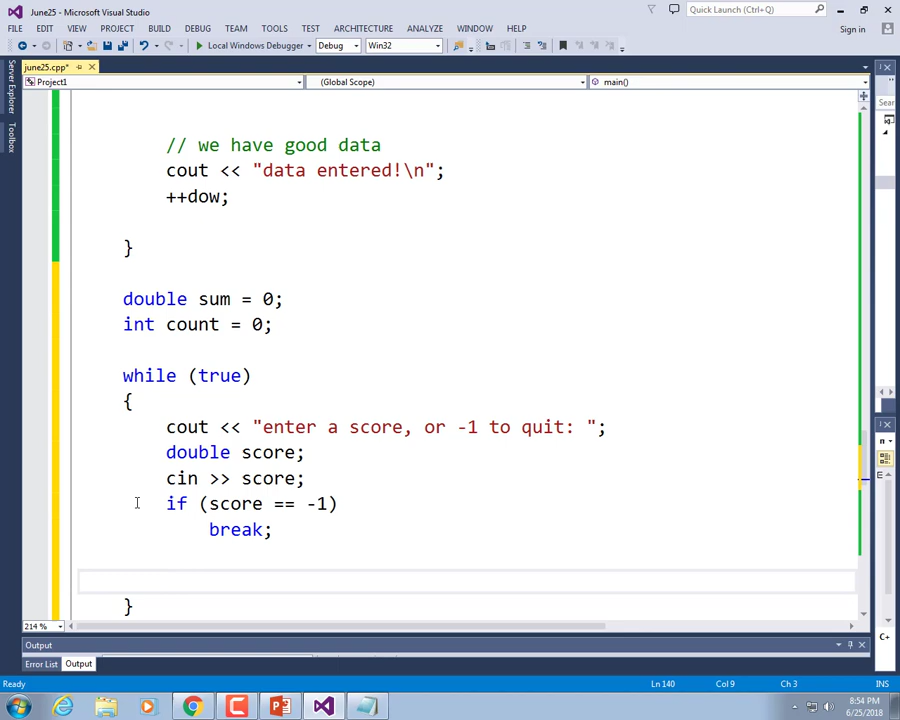 June25 - Microsoft Visual Studio
Quick Launch (Ctrl+Q)
FILE EDIT VIEW PROJECT BUILD DEBUG TEAM TOOLS TEST ARCHITECTURE ANALYZE WINDOW HELP
Sign in
Local Windows Debugger Debug Win32
june25.cpp*
Project1 (Global Scope) main()
Server Explorer
Toolbox
Sear
// we have good data
cout << "data entered!\n";
++dow;
}
double sum = 0;
int count = 0;
while (true)
{
cout << "enter a score, or -1 to quit: ";
double score;
cin >> score;
if (score == -1)
break;
}
214 %
Output
C+
Error List Output
Ready Ln 140 Col 9 Ch 3 INS
8:54 PM
6/25/2018